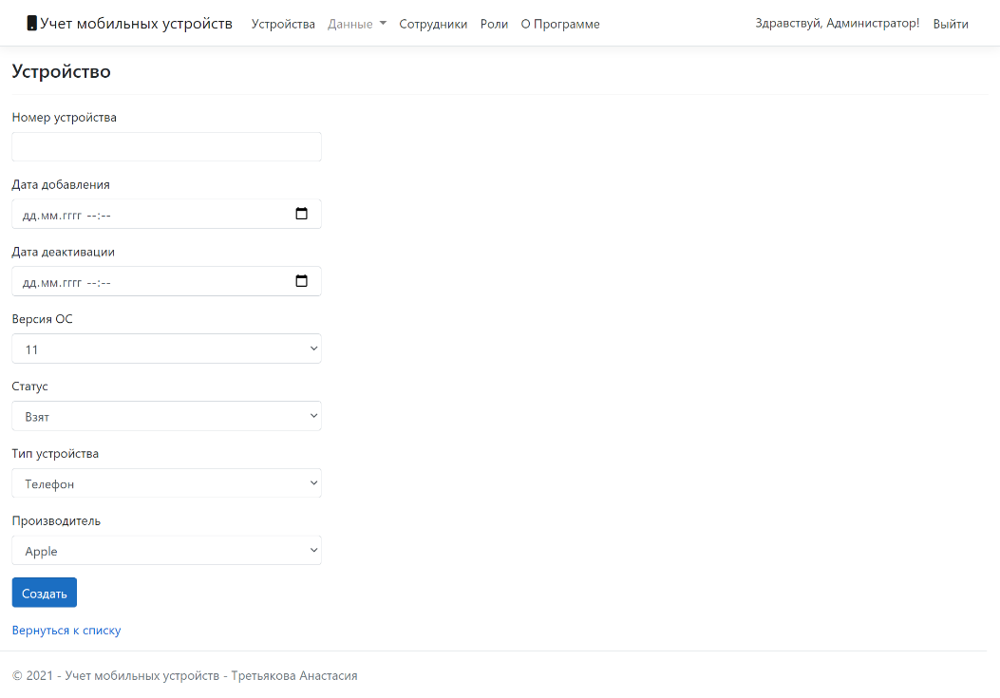 Учет мобильных устройств Устройства Данные Сотрудники Роли О Программе Здравствуй, Администратор! Выйти
Устройство
Номер устройства
Дата добавления
дд.мм.гггг --:--
Дата деактивации
дд.мм.гггг --:--
Версия ОС
11
Статус
Взят
Тип устройства
Телефон
Производитель
Apple
Создать
Вернуться к списку
© 2021 - Учет мобильных устройств - Третьякова Анастасия